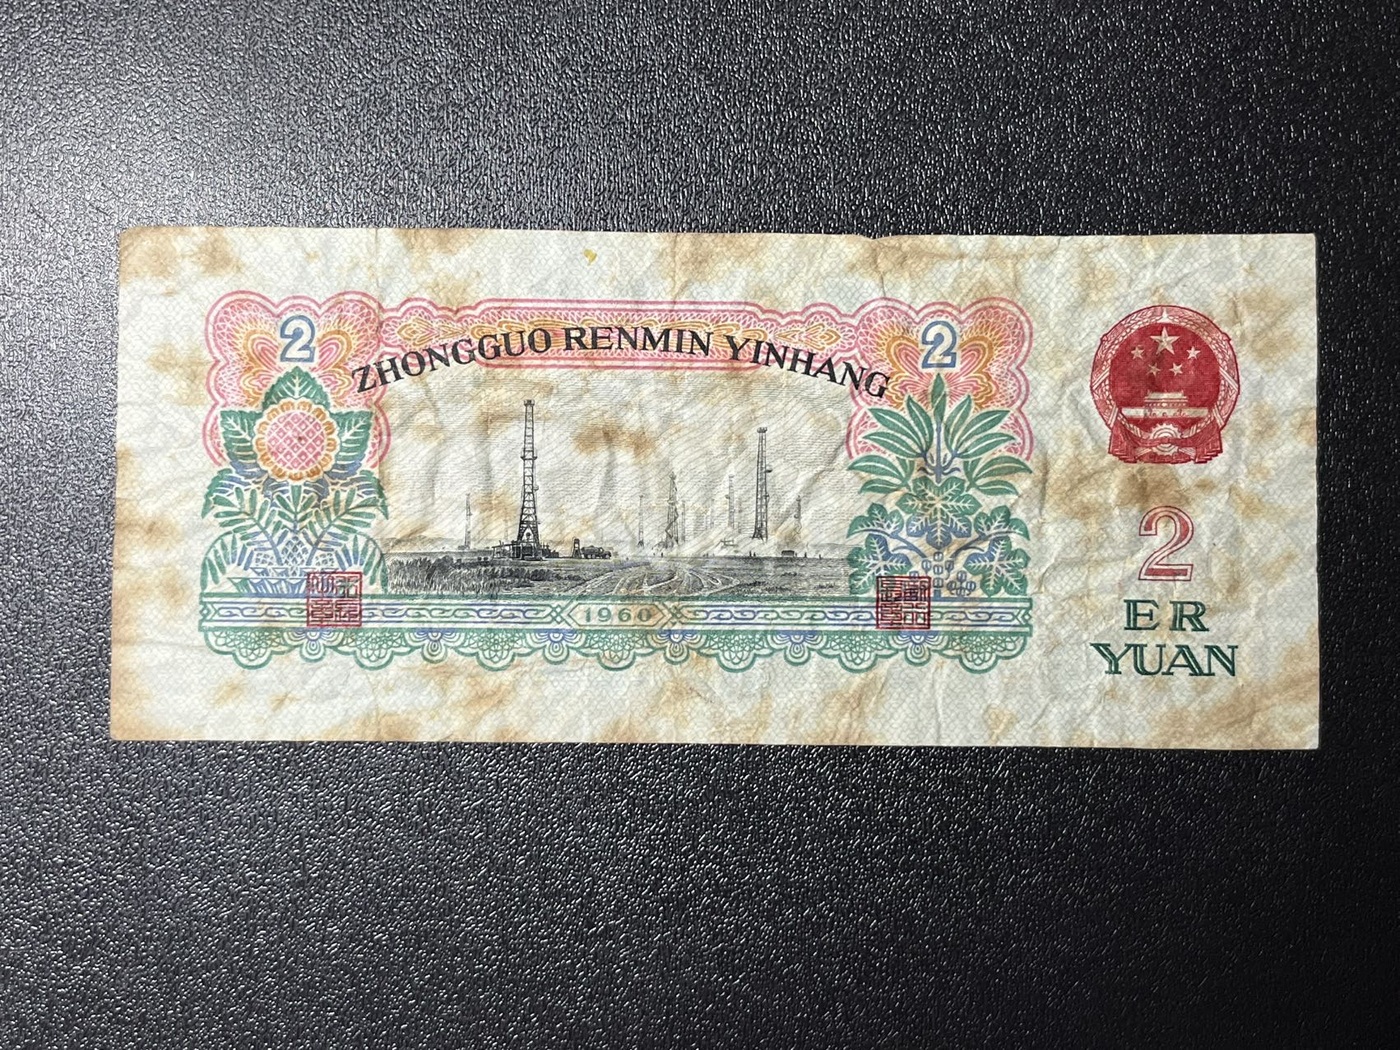 2
2
ZHONGGUO RENMIN YINHANG
1960
2
ER
YUAN